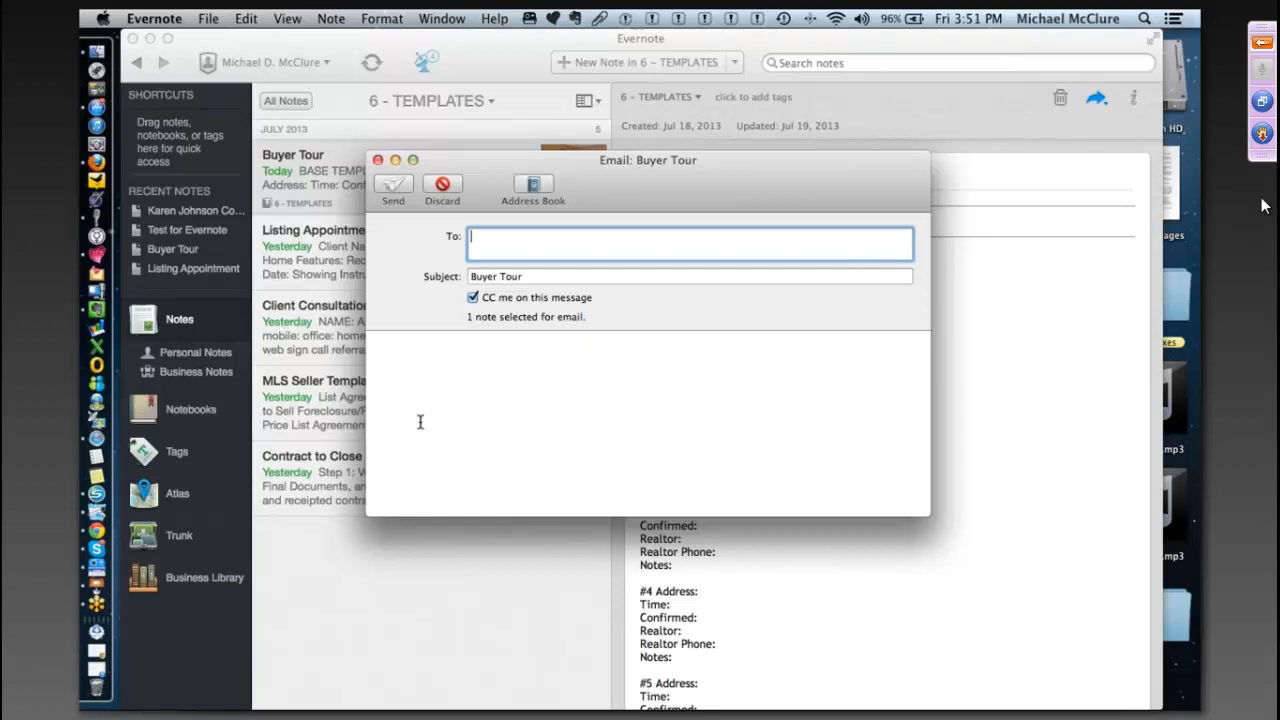 Evernote File Edit View Note Format Window Help 96% Fri 3:51 PM Michael McClure
Evernote
Michael D. McClure
4
New Note in 6 - TEMPLATES
Search notes
SHORTCUTS
Drag notes,
notebooks, or tags
here for quick
access
RECENT NOTES
Karen Johnson Co...
Test for Evernote
Buyer Tour
Listing Appointment
Notes
Personal Notes
Business Notes
Notebooks
Tags
Atlas
Trunk
Business Library
All Notes
6 - TEMPLATES
JULY 2013 5
Buyer Tour
Today BASE TEMP
Address: Time: Conf
6 - TEMPLATES
Listing Appointme
Yesterday Client Na
Home Features: Rec
Date: Showing Instru
Client Consultatio
Yesterday NAME: A
mobile: office: home
web sign call referra
MLS Seller Templa
Yesterday List Agree
to Sell Foreclosure/F
Price List Agreement
Contract to Close
Yesterday Step 1: V
Final Documents, an
and receipted contra
6 - TEMPLATES click to add tags
Created: Jul 18, 2013 Updated: Jul 19, 2013
Email: Buyer Tour
Send Discard Address Book
To:
Subject: Buyer Tour
CC me on this message
1 note selected for email.
Confirmed:
Realtor:
Realtor Phone:
Notes:
#4 Address:
Time:
Confirmed:
Realtor:
Realtor Phone:
Notes:
#5 Address:
Time:
HD
ages
xes
.mp3
.mp3